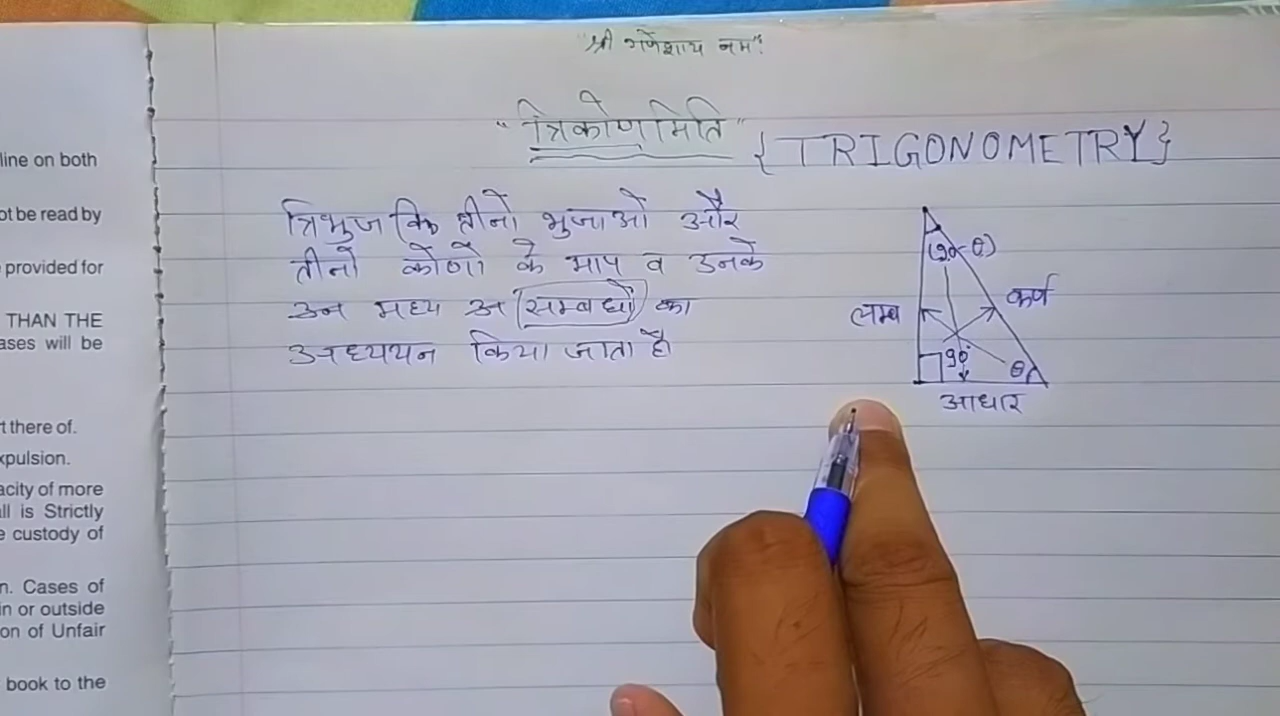 line on both
ot be read by
provided for
THAN THE
ases will be
t there of.
xpulsion.
acity of more
all is Strictly
e custody of
n. Cases of
in or outside
on of Unfair
book to the
"श्री गणेशाय नमः"
"त्रिकोणमिति" {TRIGONOMETRY}
त्रिभुज कि तीनो भुजाओ और
तीनो कोणो के माप व उनके
उन मध्य अ सम्बधों का
अध्ययन किया जाता है
(90-θ)
कर्ण
लम्ब
90°
θ
आधार